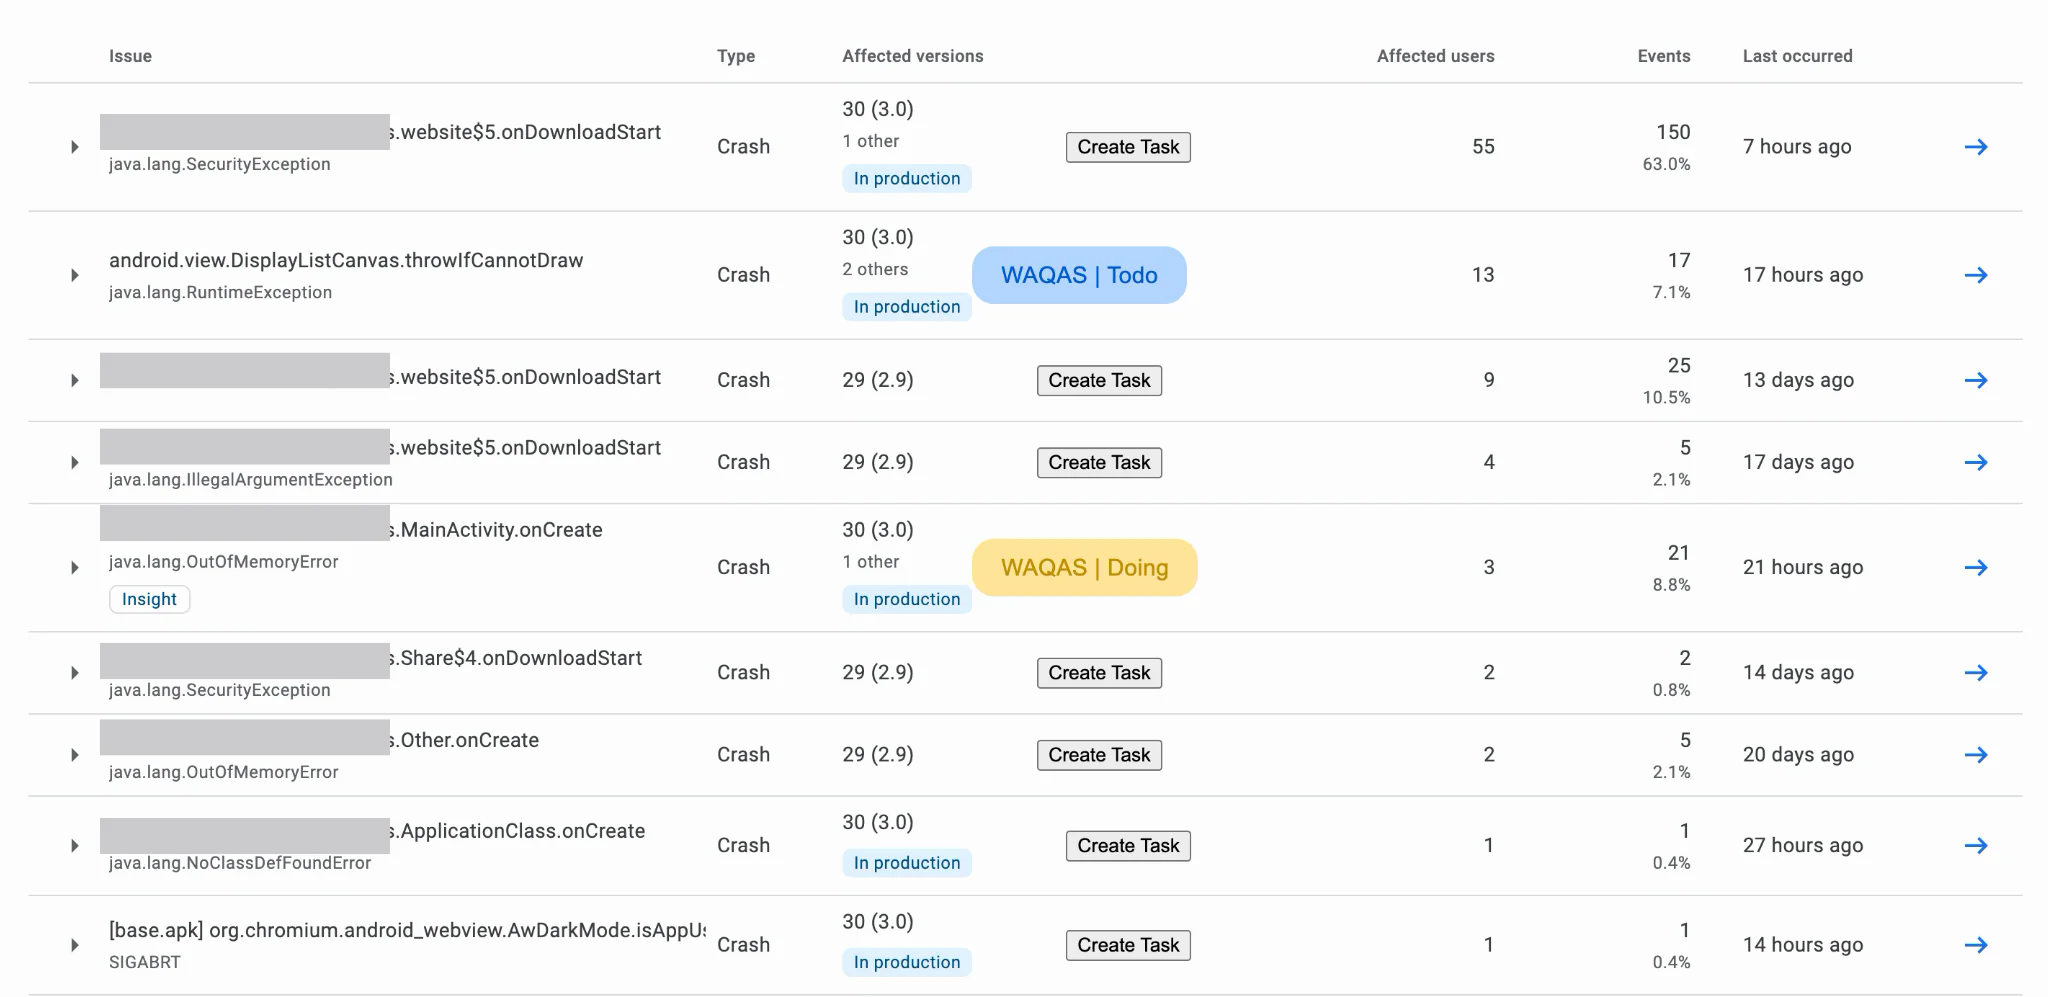 Issue Type Affected versions Affected users Events Last occurred
.website$5.onDownloadStart
java.lang.SecurityException
Crash
30 (3.0)
1 other
In production
Create Task
55
150
63.0%
7 hours ago
android.view.DisplayListCanvas.throwIfCannotDraw
java.lang.RuntimeException
Crash
30 (3.0)
2 others
In production
WAQAS | Todo
13
17
7.1%
17 hours ago
.website$5.onDownloadStart
Crash
29 (2.9)
Create Task
9
25
10.5%
13 days ago
.website$5.onDownloadStart
java.lang.IllegalArgumentException
Crash
29 (2.9)
Create Task
4
5
2.1%
17 days ago
.MainActivity.onCreate
java.lang.OutOfMemoryError
Insight
Crash
30 (3.0)
1 other
In production
WAQAS | Doing
3
21
8.8%
21 hours ago
.Share$4.onDownloadStart
java.lang.SecurityException
Crash
29 (2.9)
Create Task
2
2
0.8%
14 days ago
.Other.onCreate
java.lang.OutOfMemoryError
Crash
29 (2.9)
Create Task
2
5
2.1%
20 days ago
.ApplicationClass.onCreate
java.lang.NoClassDefFoundError
Crash
30 (3.0)
In production
Create Task
1
1
0.4%
27 hours ago
[base.apk] org.chromium.android_webview.AwDarkMode.isAppUs
SIGABRT
Crash
30 (3.0)
In production
Create Task
1
1
0.4%
14 hours ago